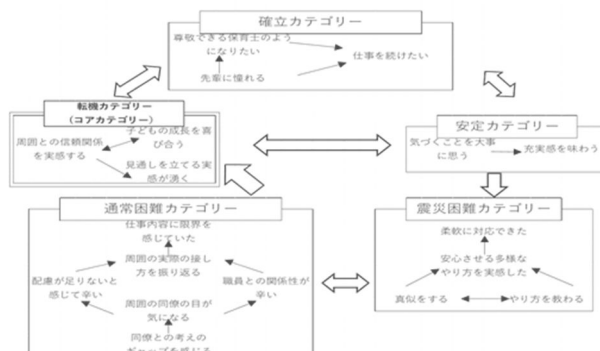 確立カテゴリー
尊敬できる保育士のよう
になりたい
仕事を続けたい
先輩に憧れる
転機カテゴリー
(コアカテゴリー)
子どもの成長を喜
び合う
周囲との信頼関係
を実感する
見通しを立てる実
感が湧く
安定カテゴリー
気づくことを大事
に思う
充実感を味わう
通常困難カテゴリー
仕事内容に限界を
感じていた
周囲の実際の接し
方を振り返る
配慮が足りないと
感じて辛い
職員との関係性が
辛い
周囲の同僚の目が
気になる
同僚との考えの
ギャップを感じる
震災困難カテゴリー
柔軟に対応できた
安心させる多様な
やり方を実感した
真似をする
やり方を教わる